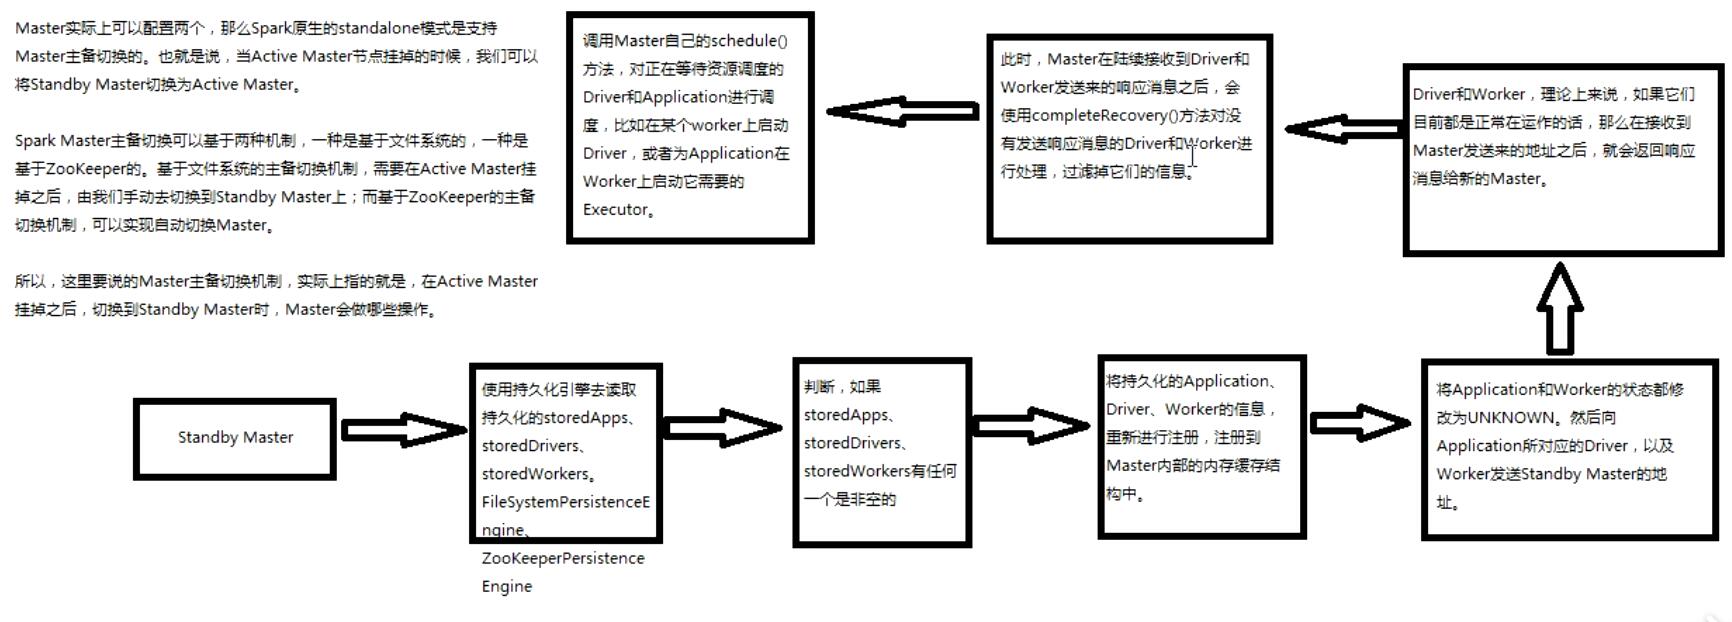 Master实际上可以配置两个，那么Spark原生的standalone模式是支持
Master主备切换的。也就是说，当Active Master节点挂掉的时候，我们可以
将Standby Master切换为Active Master。
Spark Master主备切换可以基于两种机制，一种是基于文件系统的，一种是
基于ZooKeeper的。基于文件系统的主备切换机制，需要在Active Master挂
掉之后，由我们手动去切换到Standby Master上；而基于ZooKeeper的主备
切换机制，可以实现自动切换Master。
所以，这里要说的Master主备切换机制，实际上指的就是，在Active Master
挂掉之后，切换到Standby Master时，Master会做哪些操作。
Standby Master
使用持久化引擎去读取
持久化的storedApps、
storedDrivers、
storedWorkers。
FileSystemPersistenceE
ngine、
ZooKeeperPersistence
Engine
判断，如果
storedApps、
storedDrivers、
storedWorkers有任何
一个是非空的
将持久化的Application、
Driver、Worker的信息，
重新进行注册，注册到
Master内部的内存缓存结
构中。
将Application和Worker的状态都修
改为UNKNOWN。然后向
Application所对应的Driver，以及
Worker发送Standby Master的地
址。
Driver和Worker，理论上来说，如果它们
目前都是正常在运作的话，那么在接收到
Master发送来的地址之后，就会返回响应
消息给新的Master。
此时，Master在陆续接收到Driver和
Worker发送来的响应消息之后，会
使用completeRecovery()方法对没
有发送响应消息的Driver和Worker进
行处理，过滤掉它们的信息。
调用Master自己的schedule()
方法，对正在等待资源调度的
Driver和Application进行调
度，比如在某个worker上启动
Driver，或者为Application在
Worker上启动它需要的
Executor。